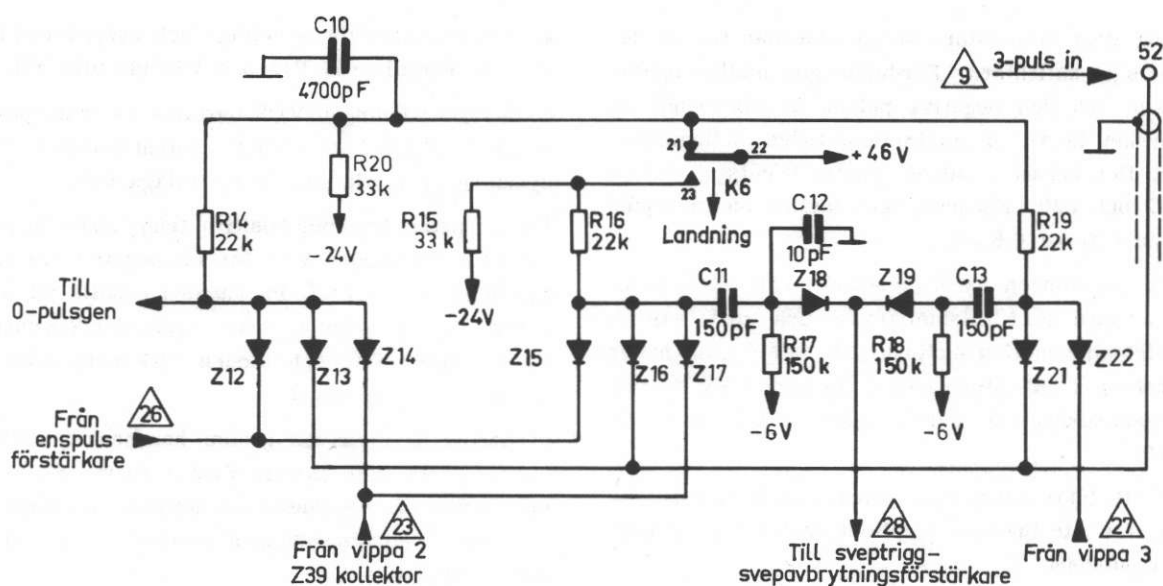 C10
4700pF
9
3-puls in
52
R20
33k
-24V
21
22
+46V
23
K6
Landning
R14
22k
R15
33k
-24V
R16
22k
C12
10pF
R19
22k
Till
0-pulsgen
C11
150pF
Z18
Z19
C13
150pF
Z12
Z13
Z14
Z15
Z16
Z17
R17
150k
R18
150k
Z21
Z22
-6V
-6V
Från
enspuls-
förstärkare
26
23
Från vippa 2
Z39 kollektor
28
Till sveptrigg-
svepavbrytningsförstärkare
27
Från vippa 3